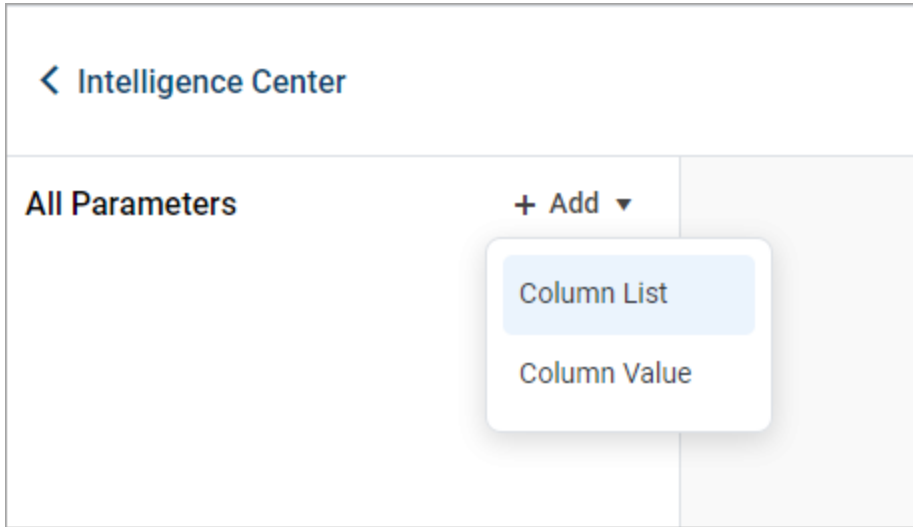 Intelligence Center
All Parameters
+ Add
Column List
Column Value